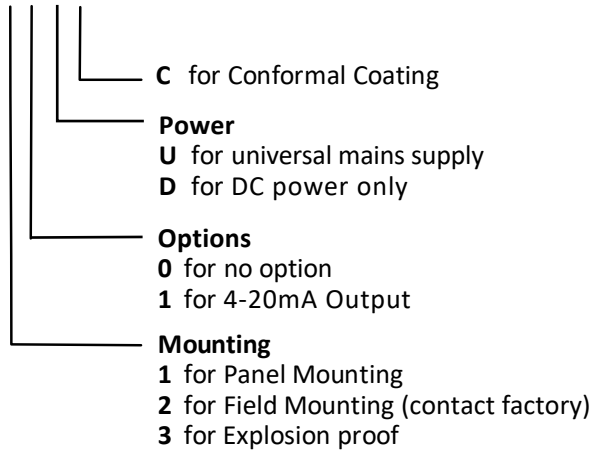 C for Conformal Coating
Power
U for universal mains supply
D for DC power only
Options
0 for no option
1 for 4-20mA Output
Mounting
1 for Panel Mounting
2 for Field Mounting (contact factory)
3 for Explosion proof